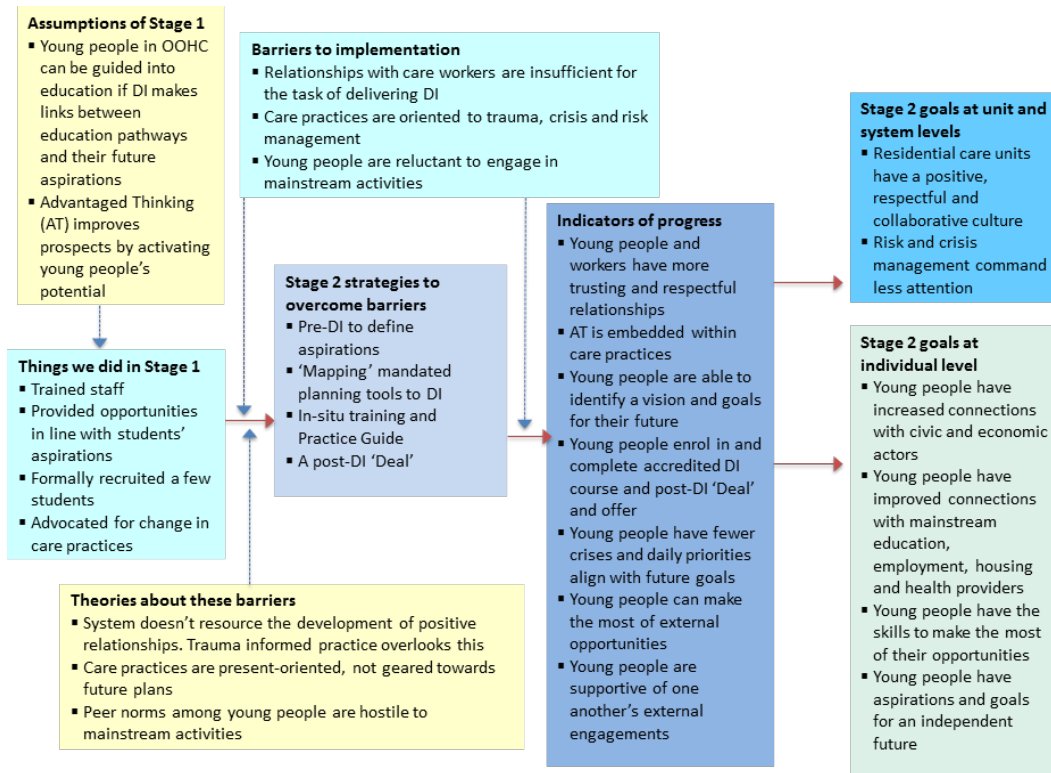 Assumptions of Stage 1
▪ Young people in OOHC
can be guided into
education if DI makes
links between
education pathways
and their future
aspirations
▪ Advantaged Thinking
(AT) improves
prospects by activating
young people's
potential
Things we did in Stage 1
▪ Trained staff
▪ Provided opportunities
in line with students'
aspirations
▪ Formally recruited a few
students
▪ Advocated for change in
care practices
Barriers to implementation
▪ Relationships with care workers are insufficient for
the task of delivering DI
▪ Care practices are oriented to trauma, crisis and risk
management
▪ Young people are reluctant to engage in
mainstream activities
Stage 2 strategies to
overcome barriers
▪ Pre-DI to define
aspirations
▪ 'Mapping' mandated
planning tools to DI
▪ In-situ training and
Practice Guide
▪ A post-DI 'Deal'
Theories about these barriers
▪ System doesn't resource the development of positive
relationships. Trauma informed practice overlooks this
▪ Care practices are present-oriented, not geared towards
future plans
▪ Peer norms among young people are hostile to
mainstream activities
Indicators of progress
▪ Young people and
workers have more
trusting and respectful
relationships
▪ AT is embedded within
care practices
▪ Young people are able to
identify a vision and goals
for their future
▪ Young people enrol in and
complete accredited DI
course and post-DI 'Deal'
and offer
▪ Young people have fewer
crises and daily priorities
align with future goals
▪ Young people can make
the most of external
opportunities
▪ Young people are
supportive of one
another's external
engagements
Stage 2 goals at unit and
system levels
▪ Residential care units
have a positive,
respectful and
collaborative culture
▪ Risk and crisis
management command
less attention
Stage 2 goals at
individual level
▪ Young people have
increased connections
with civic and economic
actors
▪ Young people have
improved connections
with mainstream
education,
employment, housing
and health providers
▪ Young people have the
skills to make the most
of their opportunities
▪ Young people have
aspirations and goals
for an independent
future